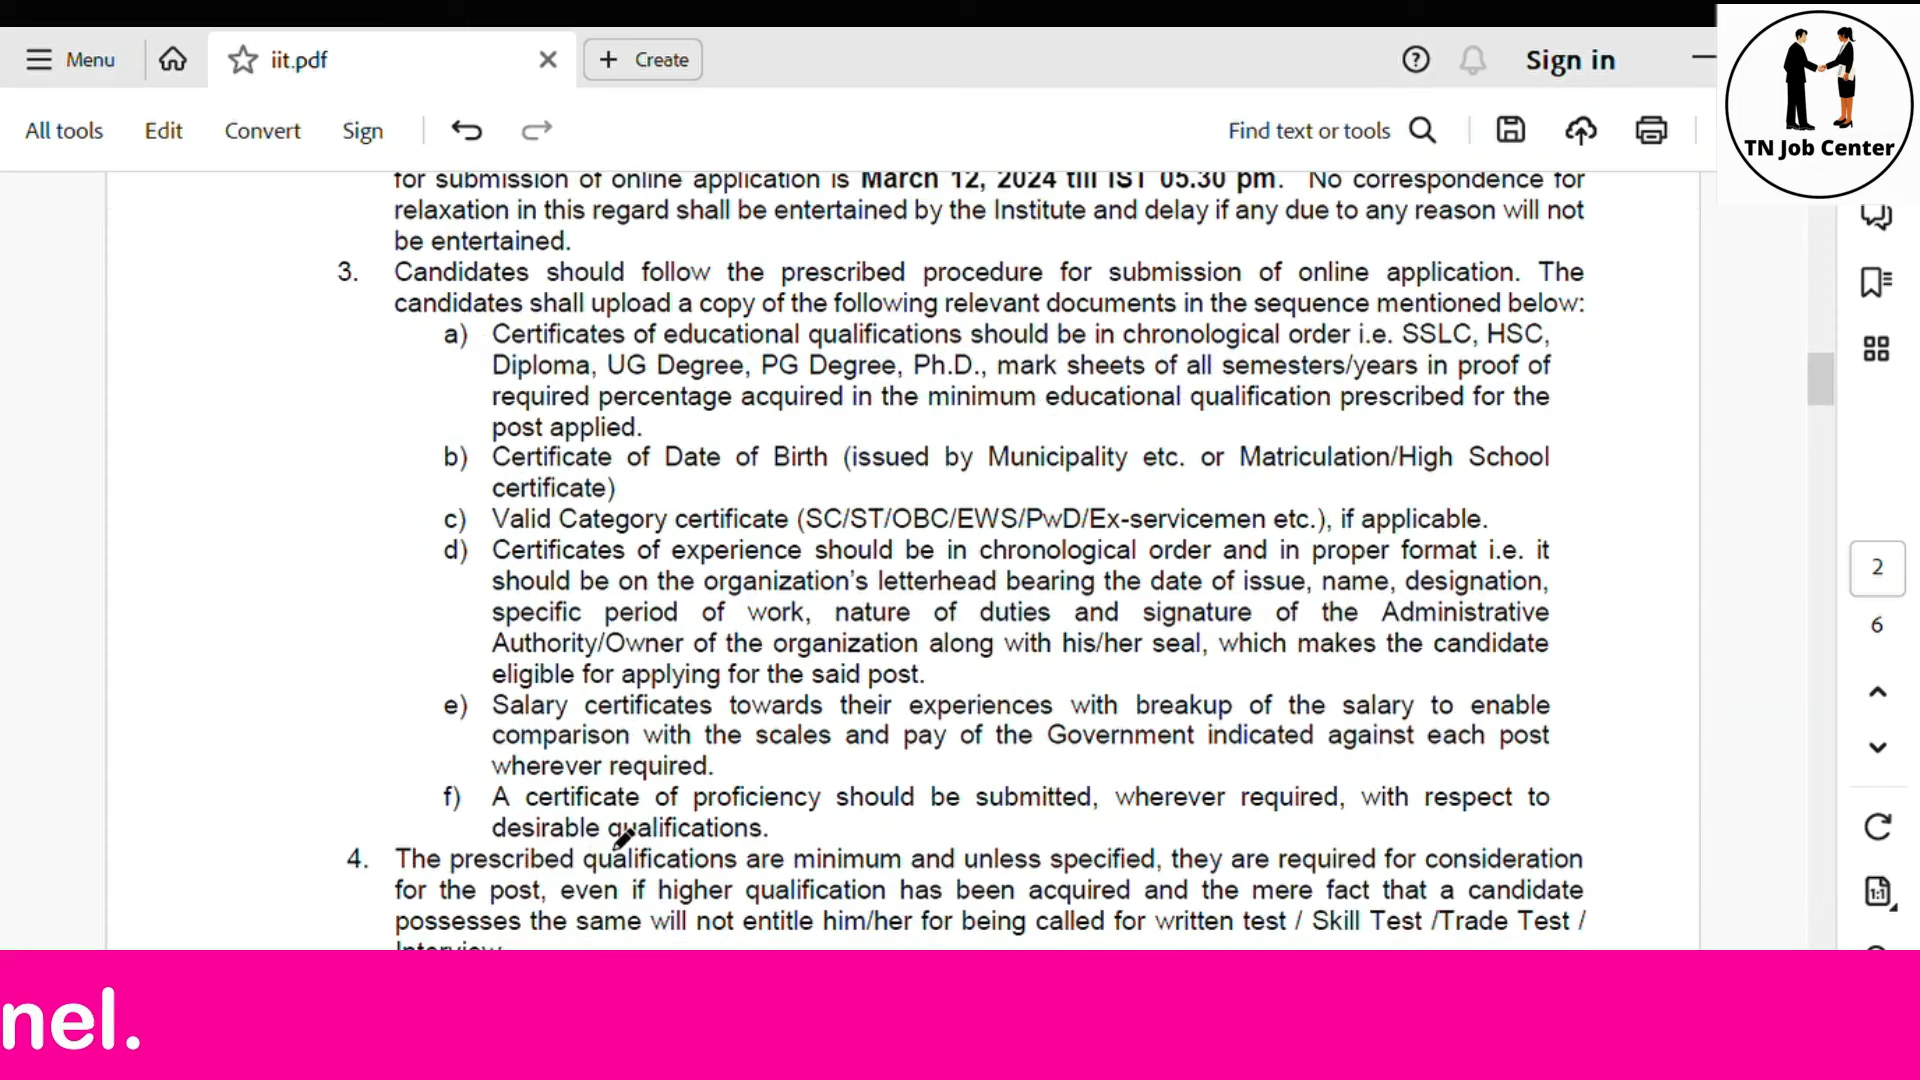 Menu
iit.pdf
Create
Sign in
TN Job Center
All tools
Edit
Convert
Sign
Find text or tools
for submission of online application is March 12, 2024 till IST 05.30 pm. No correspondence for
relaxation in this regard shall be entertained by the Institute and delay if any due to any reason will not
be entertained.
3. Candidates should follow the prescribed procedure for submission of online application. The
candidates shall upload a copy of the following relevant documents in the sequence mentioned below:
a) Certificates of educational qualifications should be in chronological order i.e. SSLC, HSC,
Diploma, UG Degree, PG Degree, Ph.D., mark sheets of all semesters/years in proof of
required percentage acquired in the minimum educational qualification prescribed for the
post applied.
b) Certificate of Date of Birth (issued by Municipality etc. or Matriculation/High School
certificate)
c) Valid Category certificate (SC/ST/OBC/EWS/PwD/Ex-servicemen etc.), if applicable.
d) Certificates of experience should be in chronological order and in proper format i.e. it
should be on the organization's letterhead bearing the date of issue, name, designation,
specific period of work, nature of duties and signature of the Administrative
Authority/Owner of the organization along with his/her seal, which makes the candidate
eligible for applying for the said post.
e) Salary certificates towards their experiences with breakup of the salary to enable
comparison with the scales and pay of the Government indicated against each post
wherever required.
f) A certificate of proficiency should be submitted, wherever required, with respect to
desirable qualifications.
4. The prescribed qualifications are minimum and unless specified, they are required for consideration
for the post, even if higher qualification has been acquired and the mere fact that a candidate
possesses the same will not entitle him/her for being called for written test / Skill Test /Trade Test /
Interview
2
6
1:1
nel.